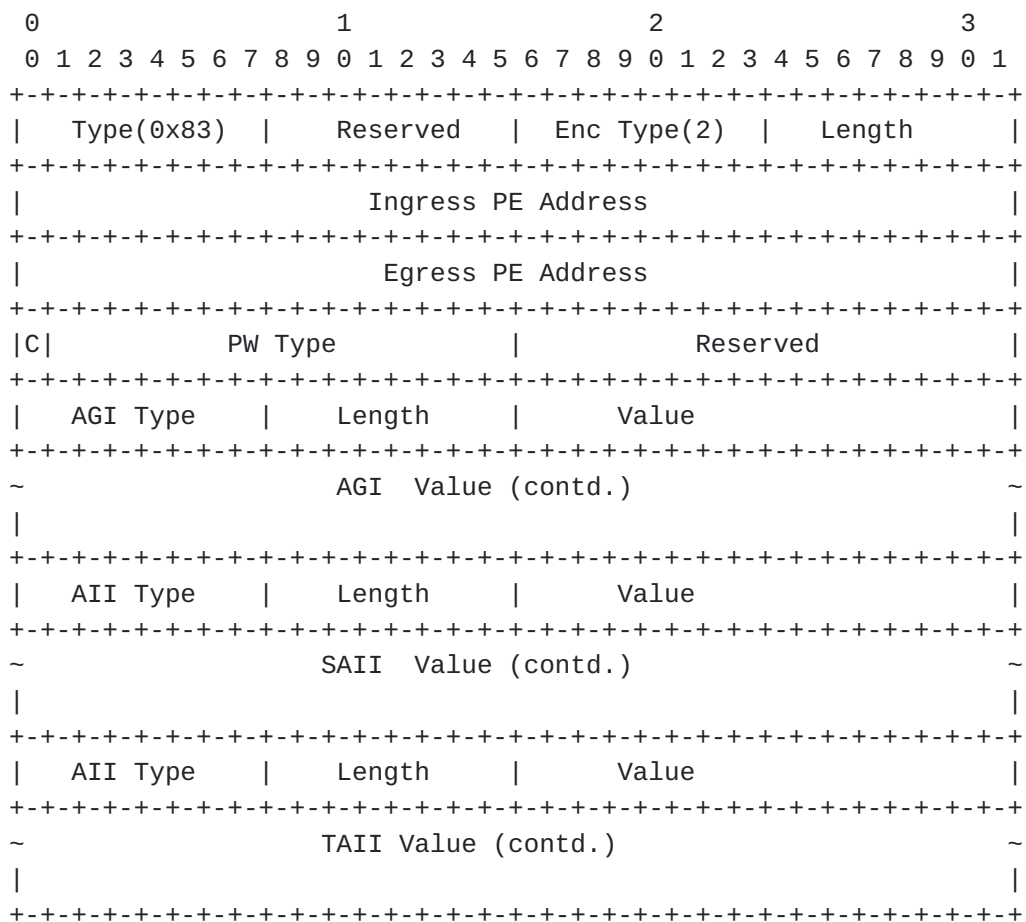 0                   1                   2                   3
 0 1 2 3 4 5 6 7 8 9 0 1 2 3 4 5 6 7 8 9 0 1 2 3 4 5 6 7 8 9 0 1
+-+-+-+-+-+-+-+-+-+-+-+-+-+-+-+-+-+-+-+-+-+-+-+-+-+-+-+-+-+-+-+-+
|   Type(0x83)  |    Reserved   |  Enc Type(2)  |   Length      |
+-+-+-+-+-+-+-+-+-+-+-+-+-+-+-+-+-+-+-+-+-+-+-+-+-+-+-+-+-+-+-+-+
|                      Ingress PE Address                       |
+-+-+-+-+-+-+-+-+-+-+-+-+-+-+-+-+-+-+-+-+-+-+-+-+-+-+-+-+-+-+-+-+
|                       Egress PE Address                       |
+-+-+-+-+-+-+-+-+-+-+-+-+-+-+-+-+-+-+-+-+-+-+-+-+-+-+-+-+-+-+-+-+
|C|           PW Type           |           Reserved            |
+-+-+-+-+-+-+-+-+-+-+-+-+-+-+-+-+-+-+-+-+-+-+-+-+-+-+-+-+-+-+-+-+
|   AGI Type    |    Length     |      Value                    |
+-+-+-+-+-+-+-+-+-+-+-+-+-+-+-+-+-+-+-+-+-+-+-+-+-+-+-+-+-+-+-+-+
~                    AGI  Value (contd.)                        ~
|                                                               |
+-+-+-+-+-+-+-+-+-+-+-+-+-+-+-+-+-+-+-+-+-+-+-+-+-+-+-+-+-+-+-+-+
|   AII Type    |    Length     |      Value                    |
+-+-+-+-+-+-+-+-+-+-+-+-+-+-+-+-+-+-+-+-+-+-+-+-+-+-+-+-+-+-+-+-+
~                   SAII  Value (contd.)                        ~
|                                                               |
+-+-+-+-+-+-+-+-+-+-+-+-+-+-+-+-+-+-+-+-+-+-+-+-+-+-+-+-+-+-+-+-+
|   AII Type    |    Length     |      Value                    |
+-+-+-+-+-+-+-+-+-+-+-+-+-+-+-+-+-+-+-+-+-+-+-+-+-+-+-+-+-+-+-+-+
~                   TAII Value (contd.)                         ~
|                                                               |
+-+-+-+-+-+-+-+-+-+-+-+-+-+-+-+-+-+-+-+-+-+-+-+-+-+-+-+-+-+-+-+-+